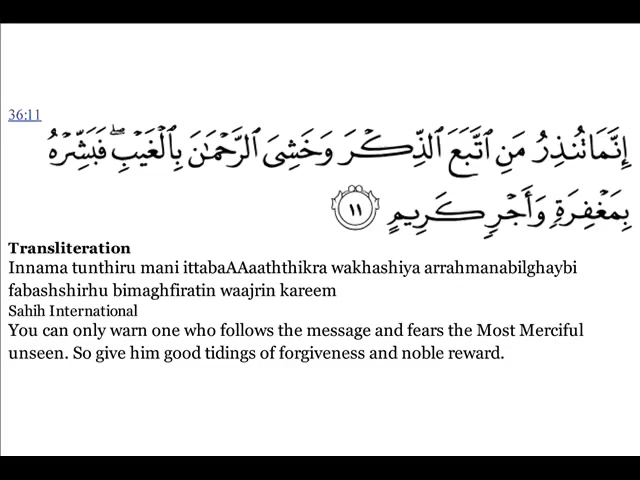 36:11
إِنَّمَا تُنذِرُ مَنِ ٱتَّبَعَ ٱلذِّكْرَ وَخَشِىَ ٱلرَّحْمَـٰنَ بِٱلْغَيْبِ ۖ فَبَشِّرْهُ
بِمَغْفِرَةٍ وَأَجْرٍ كَرِيمٍ ١١
Transliteration
Innama tunthiru mani ittabaAAaaththikra wakhashiya arrahmanabilghaybi
fabashshirhu bimaghfiratin waajrin kareem
Sahih International
You can only warn one who follows the message and fears the Most Merciful
unseen. So give him good tidings of forgiveness and noble reward.